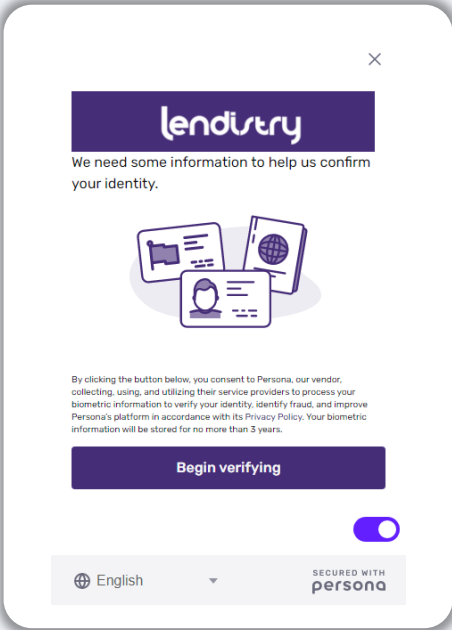 lendistry
We need some information to help us confirm
your identity.
By clicking the button below, you consent to Persona, our vendor,
collecting, using, and utilizing their service providers to process your
biometric information to verify your identity, identify fraud, and improve
Persona's platform in accordance with its Privacy Policy. Your biometric
information will be stored for no more than 3 years.
Begin verifying
English
SECURED WITH
persona